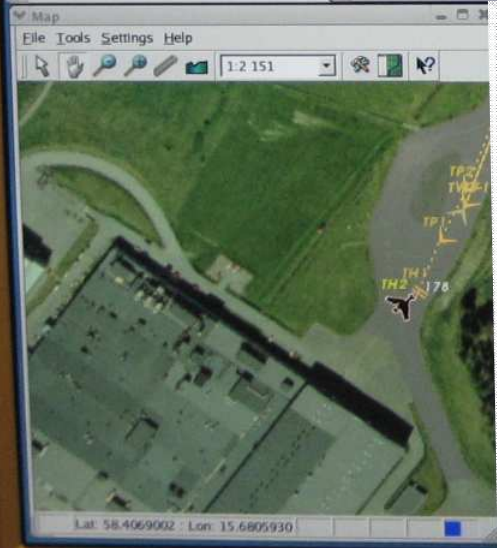 Map
File Tools Settings Help
1:2 151
TP2
TP1
TH1
TH2
178
Lat: 58.4069002 : Lon: 15.6805930